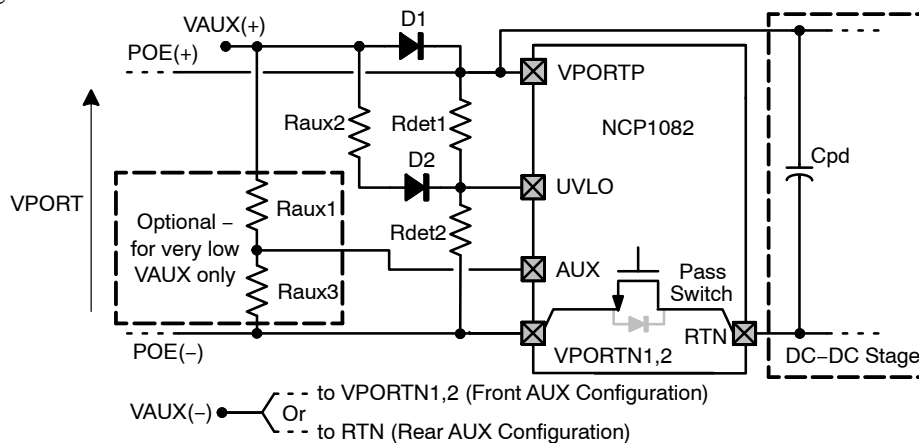 D1
VAUX(+)
POE(+)
VPORTP
Raux2
Rdet1
NCP1082
Cpd
D2
UVLO
VPORT
Raux1
Optional –
for very low
VAUX only
Rdet2
AUX
Pass
Switch
Raux3
RTN
POE(–)
VPORTN1,2
DC–DC Stage
to VPORTN1,2 (Front AUX Configuration)
VAUX(–)
Or
to RTN (Rear AUX Configuration)